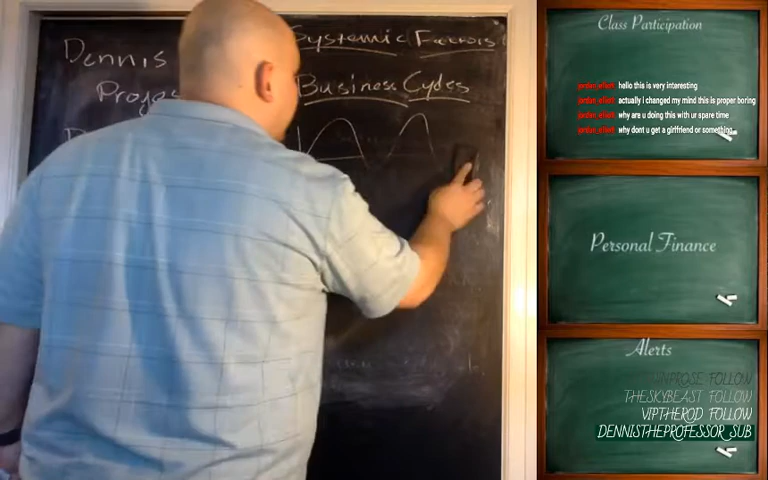 Dennis
Systemic Factors
Business Cycles
Class Participation
jordan_elliott hello this is very interesting
jordan_elliott actually i changed my mind this is proper boring
jordan_elliott why are u doing this with ur spare time
jordan_elliott why dont u get a girlfriend or something
Personal Finance
Alerts
FOLLOW
THESKYBEAST FOLLOW
VIPTHEROD FOLLOW
DENNISTHEPROFESSOR SUB